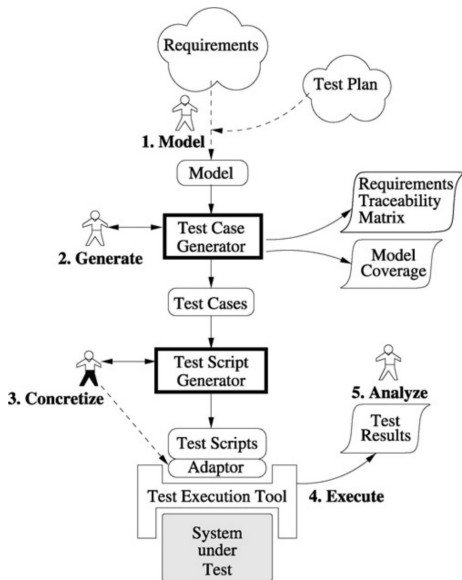 Requirements
Test Plan
1. Model
Model
Requirements
Traceability
Matrix
Test Case
Generator
2. Generate
Model
Coverage
Test Cases
Test Script
Generator
3. Concretize
5. Analyze
Test
Results
Test Scripts
Adaptor
Test Execution Tool
4. Execute
System
under
Test